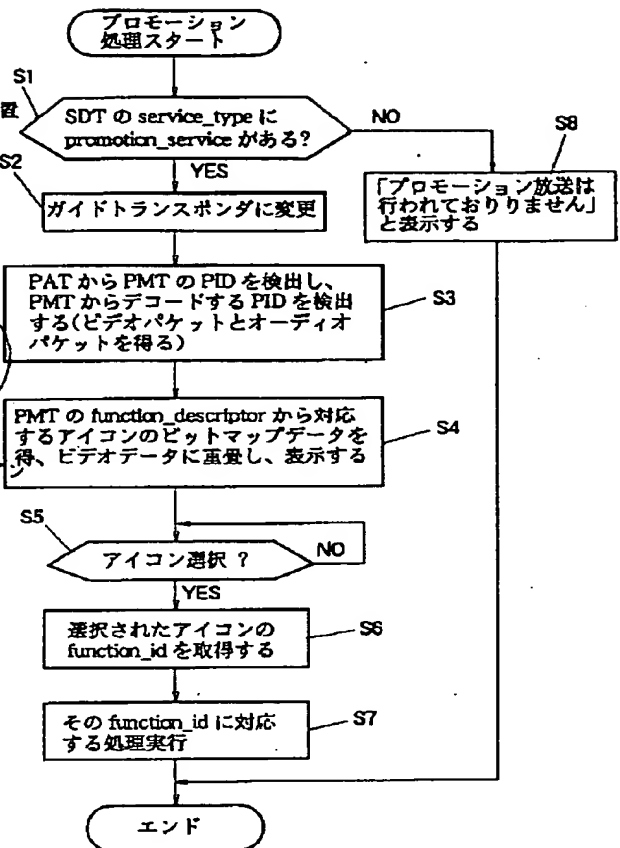 プロモーション
処理スタート
S1
置
SDT の service_type に
promotion_service がある?
NO
S8
YES
S2
ガイドトランスポンダに変更
「プロモーション放送は
行われておりりません」
と表示する
PAT から PMT の PID を検出し、
PMT からデコードする PID を検出
する(ビデオパケットとオーディオ
パケットを得る)
S3
PMT の function_descriptor から対応
するアイコンのビットマップデータを
得、ビデオデータに重畳し、表示する
S4
ン
S5
アイコン選択 ?
NO
YES
選択されたアイコンの
function_id を取得する
S6
その function_id に対応
する処理実行
S7
エンド